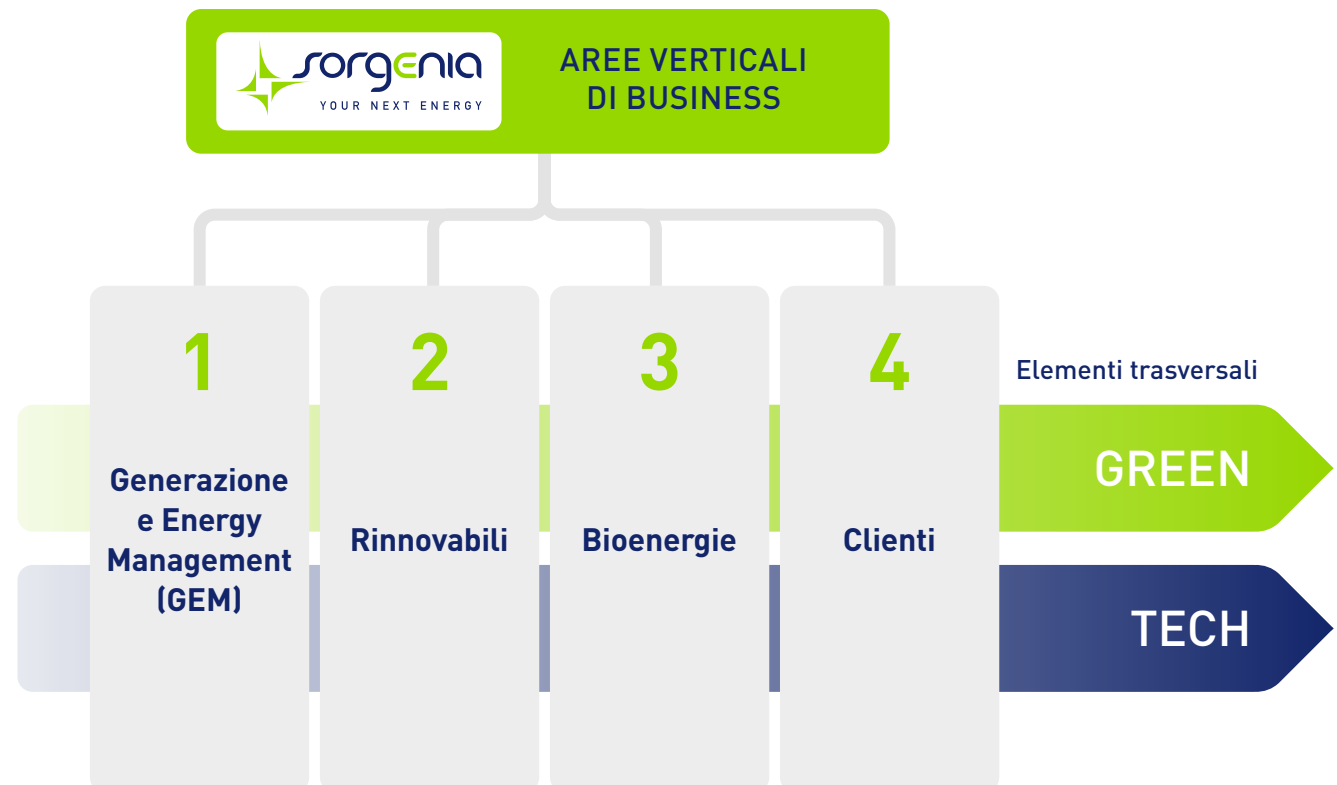 sorgenia
YOUR NEXT ENERGY
AREE VERTICALI
DI BUSINESS
1
Generazione
e Energy
Management
(GEM)
2
Rinnovabili
3
Bioenergie
4
Clienti
Elementi trasversali
GREEN
TECH